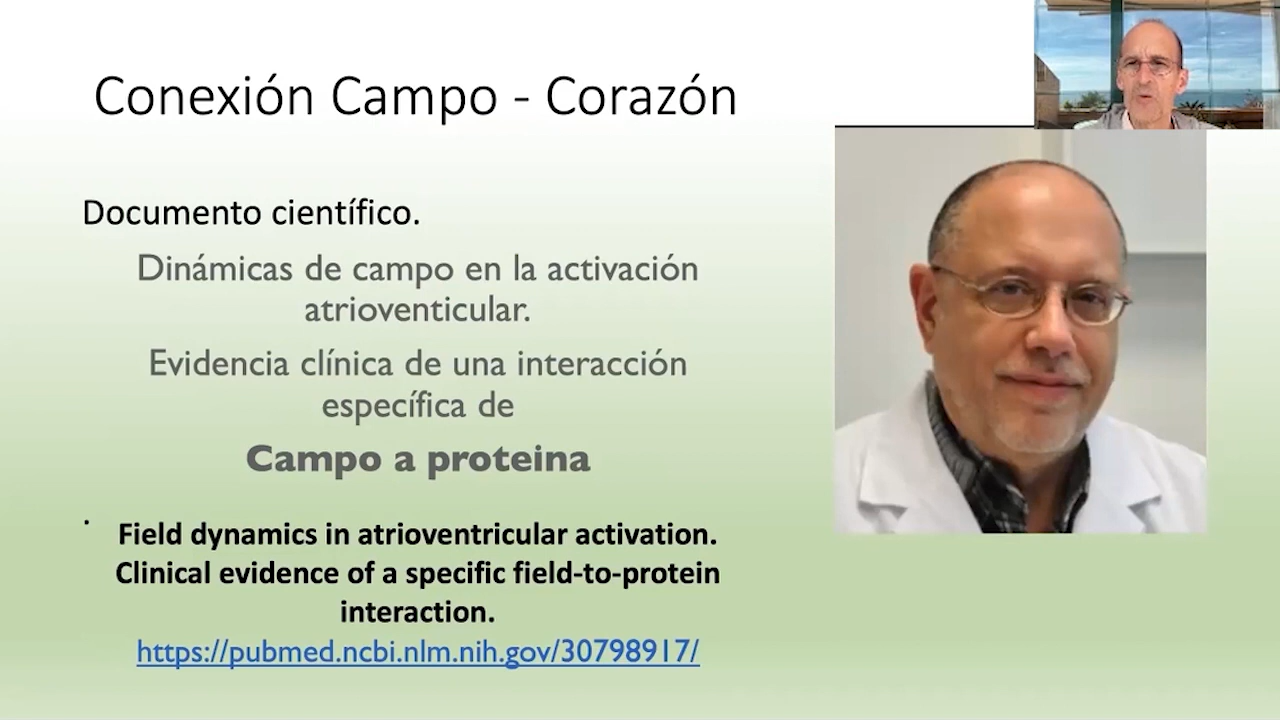 Conexión Campo - Corazón
Documento científico.
Dinámicas de campo en la activación
atrioventicular.
Evidencia clínica de una interacción
específica de
Campo a proteina
Field dynamics in atrioventricular activation.
Clinical evidence of a specific field-to-protein
interaction.
https://pubmed.ncbi.nlm.nih.gov/30798917/